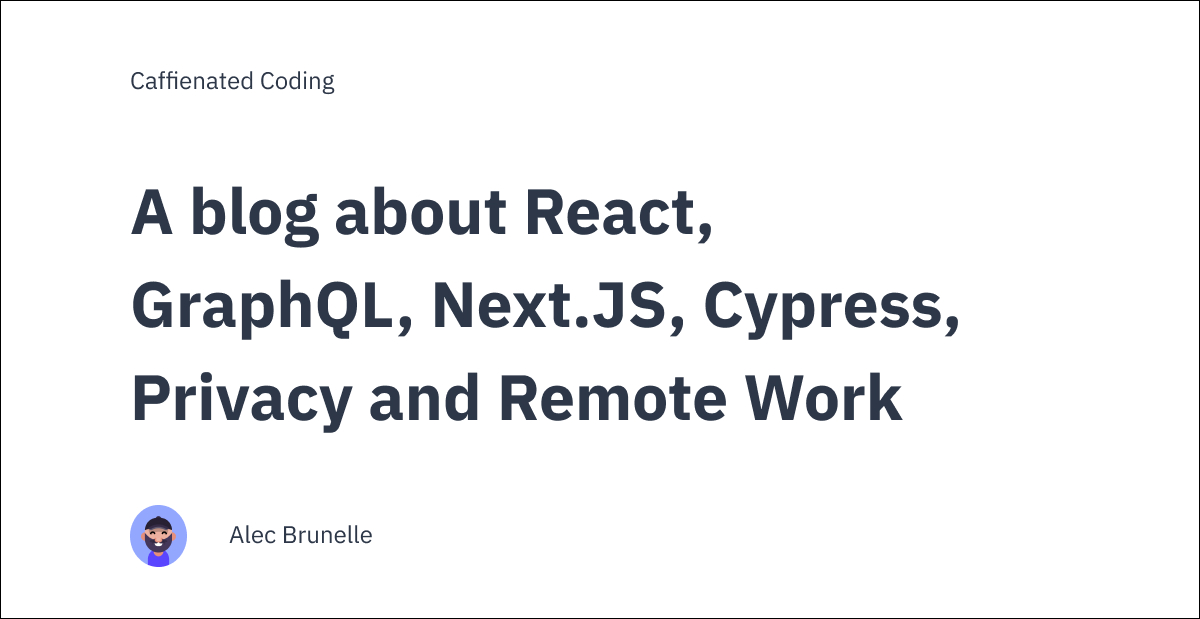 Caffienated Coding
A blog about React,
GraphQL, Next.JS, Cypress,
Privacy and Remote Work
Alec Brunelle